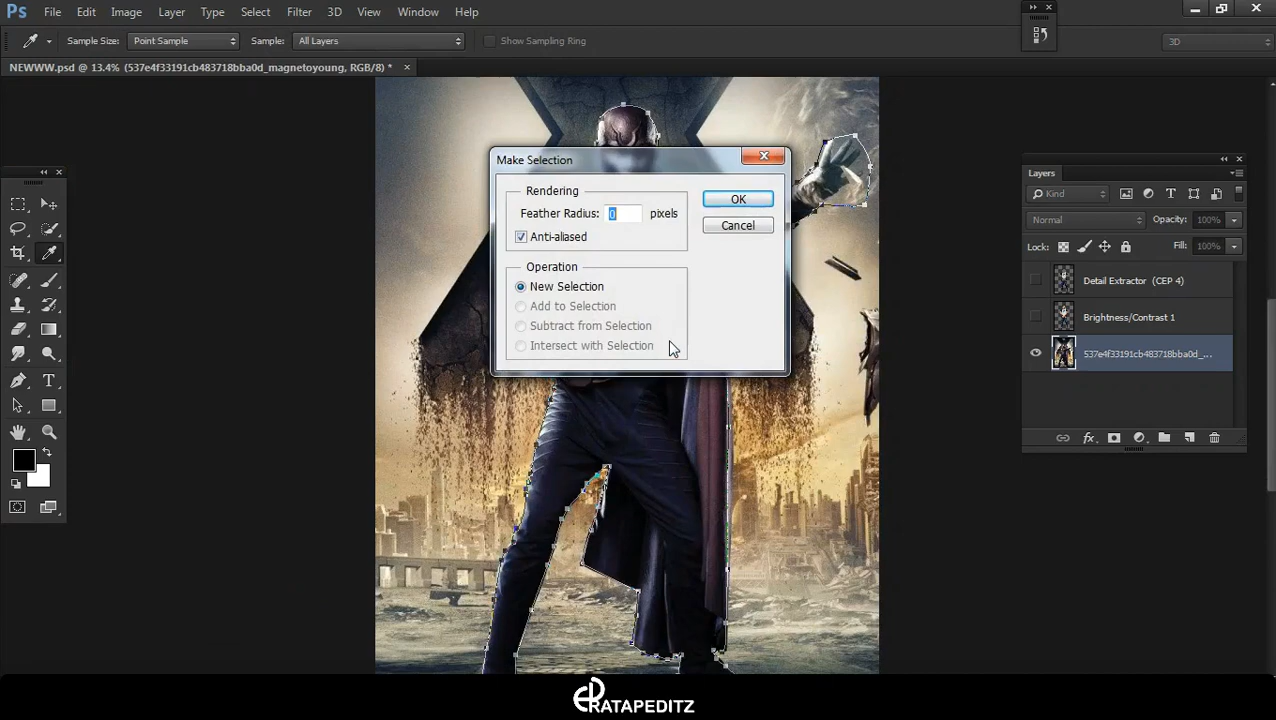 Ps File Edit Image Layer Type Select Filter 3D View Window Help
Sample Size: Point Sample Sample: All Layers Show Sampling Ring 3D
NEWWW.psd @ 13.4% (537e4f33191cb483718bba0d_magnetoyoung, RGB/8) *
Make Selection
Rendering
Feather Radius: 0 pixels
Anti-aliased
OK
Cancel
Operation
New Selection
Add to Selection
Subtract from Selection
Intersect with Selection
Layers
Kind
Normal Opacity: 100%
Lock: Fill: 100%
Detail Extractor (CEP 4)
Brightness/Contrast 1
537e4f33191cb483718bba0d_...
fx
RATAPEDITZ